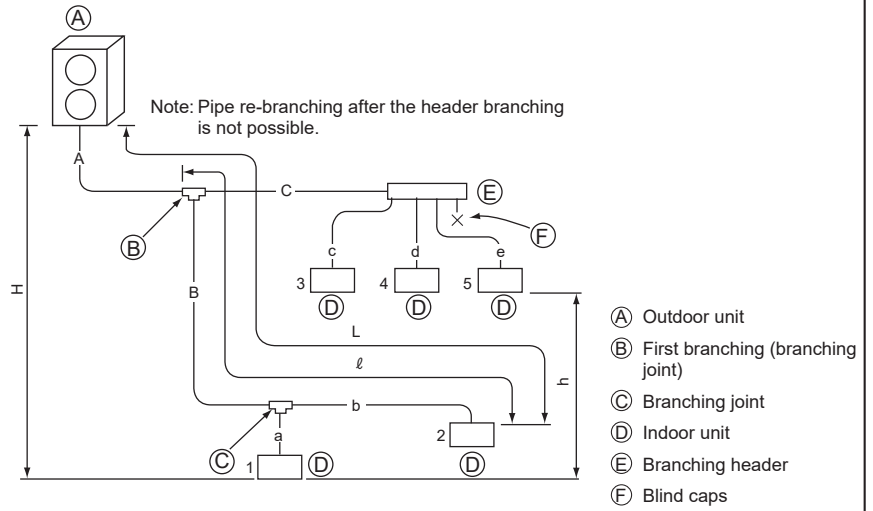 Ⓐ
Note: Pipe re-branching after the header branching
is not possible.
A
C
Ⓔ
Ⓑ
Ⓕ
c
d
e
3
4
5
Ⓓ
Ⓓ
Ⓓ
H
B
L
ℓ
h
b
a
2
Ⓒ
1
Ⓓ
Ⓓ
Ⓐ Outdoor unit
Ⓑ First branching (branching
joint)
Ⓒ Branching joint
Ⓓ Indoor unit
Ⓔ Branching header
Ⓕ Blind caps